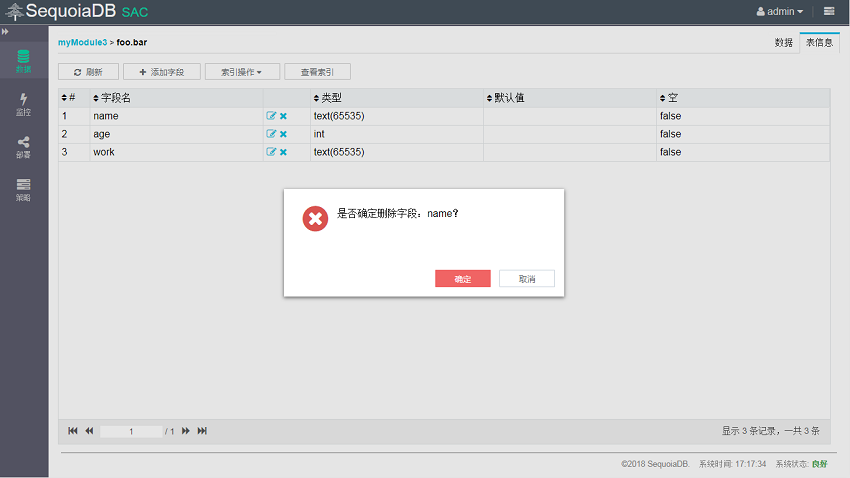 SequoiaDB SAC
admin
myModule3 > foo.bar
数据 表信息
数据
监控
部署
策略
刷新 添加字段 索引操作 查看索引
# 字段名 类型 默认值 空
1 name text(65535) false
2 age int false
3 work text(65535) false
是否确定删除字段：name?
确定 取消
1 / 1
显示 3 条记录，一共 3 条
©2018 SequoiaDB. 系统时间: 17:17:34 系统状态: 良好